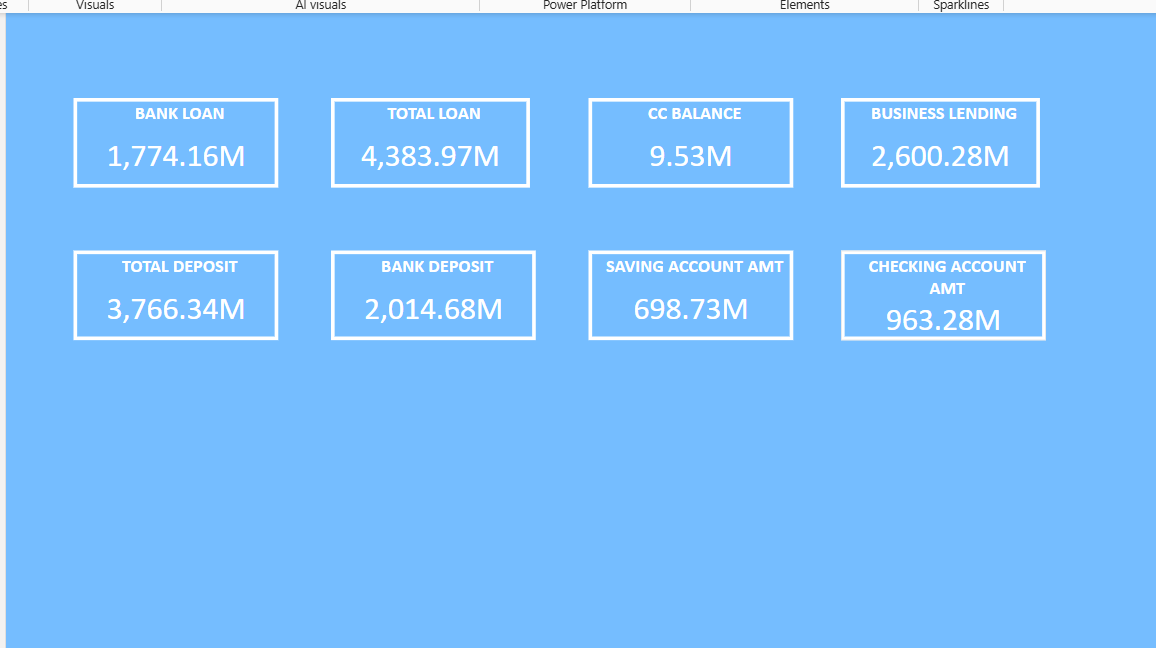 es Visuals AI visuals Power Platform Elements Sparklines
BANK LOAN
1,774.16M
TOTAL LOAN
4,383.97M
CC BALANCE
9.53M
BUSINESS LENDING
2,600.28M
TOTAL DEPOSIT
3,766.34M
BANK DEPOSIT
2,014.68M
SAVING ACCOUNT AMT
698.73M
CHECKING ACCOUNT
AMT
963.28M